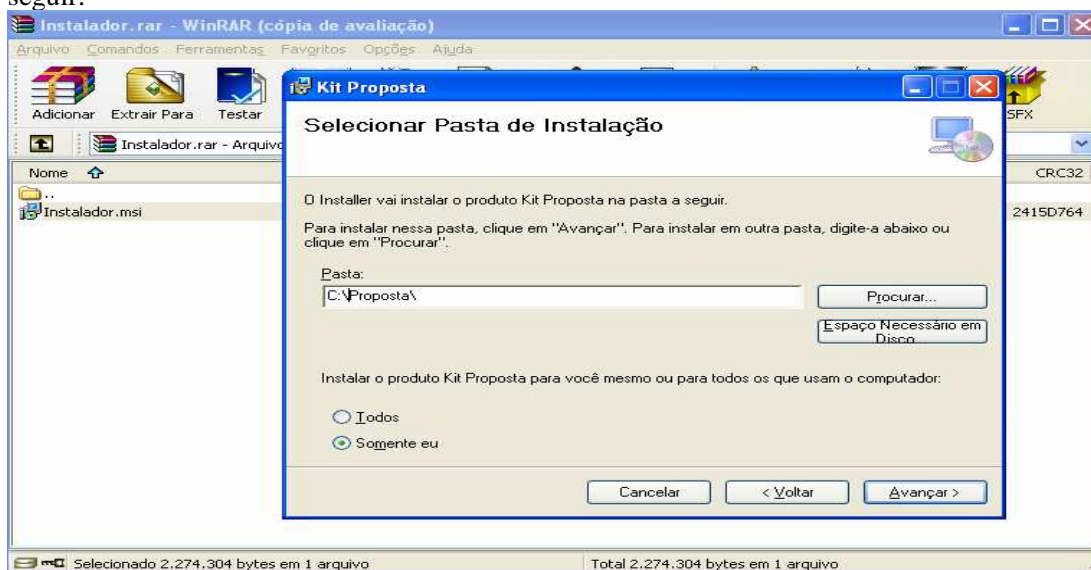 seguir:
Instalador.rar - WinRAR (cópia de avaliação)
Arquivo Comandos Ferramentas Favoritos Opções Ajuda
Adicionar Extrair Para Testar
SFX
Instalador.rar - Arquivo
Nome
CRC32
..
Instalador.msi
2415D764
Kit Proposta
Selecionar Pasta de Instalação
O Installer vai instalar o produto Kit Proposta na pasta a seguir.
Para instalar nessa pasta, clique em "Avançar". Para instalar em outra pasta, digite-a abaixo ou
clique em "Procurar".
Pasta:
C:\Proposta\
Procurar...
Espaço Necessário em
Disco...
Instalar o produto Kit Proposta para você mesmo ou para todos os que usam o computador:
Todos
Somente eu
Cancelar
< Voltar
Avançar >
Selecionado 2.274.304 bytes em 1 arquivo
Total 2.274.304 bytes em 1 arquivo